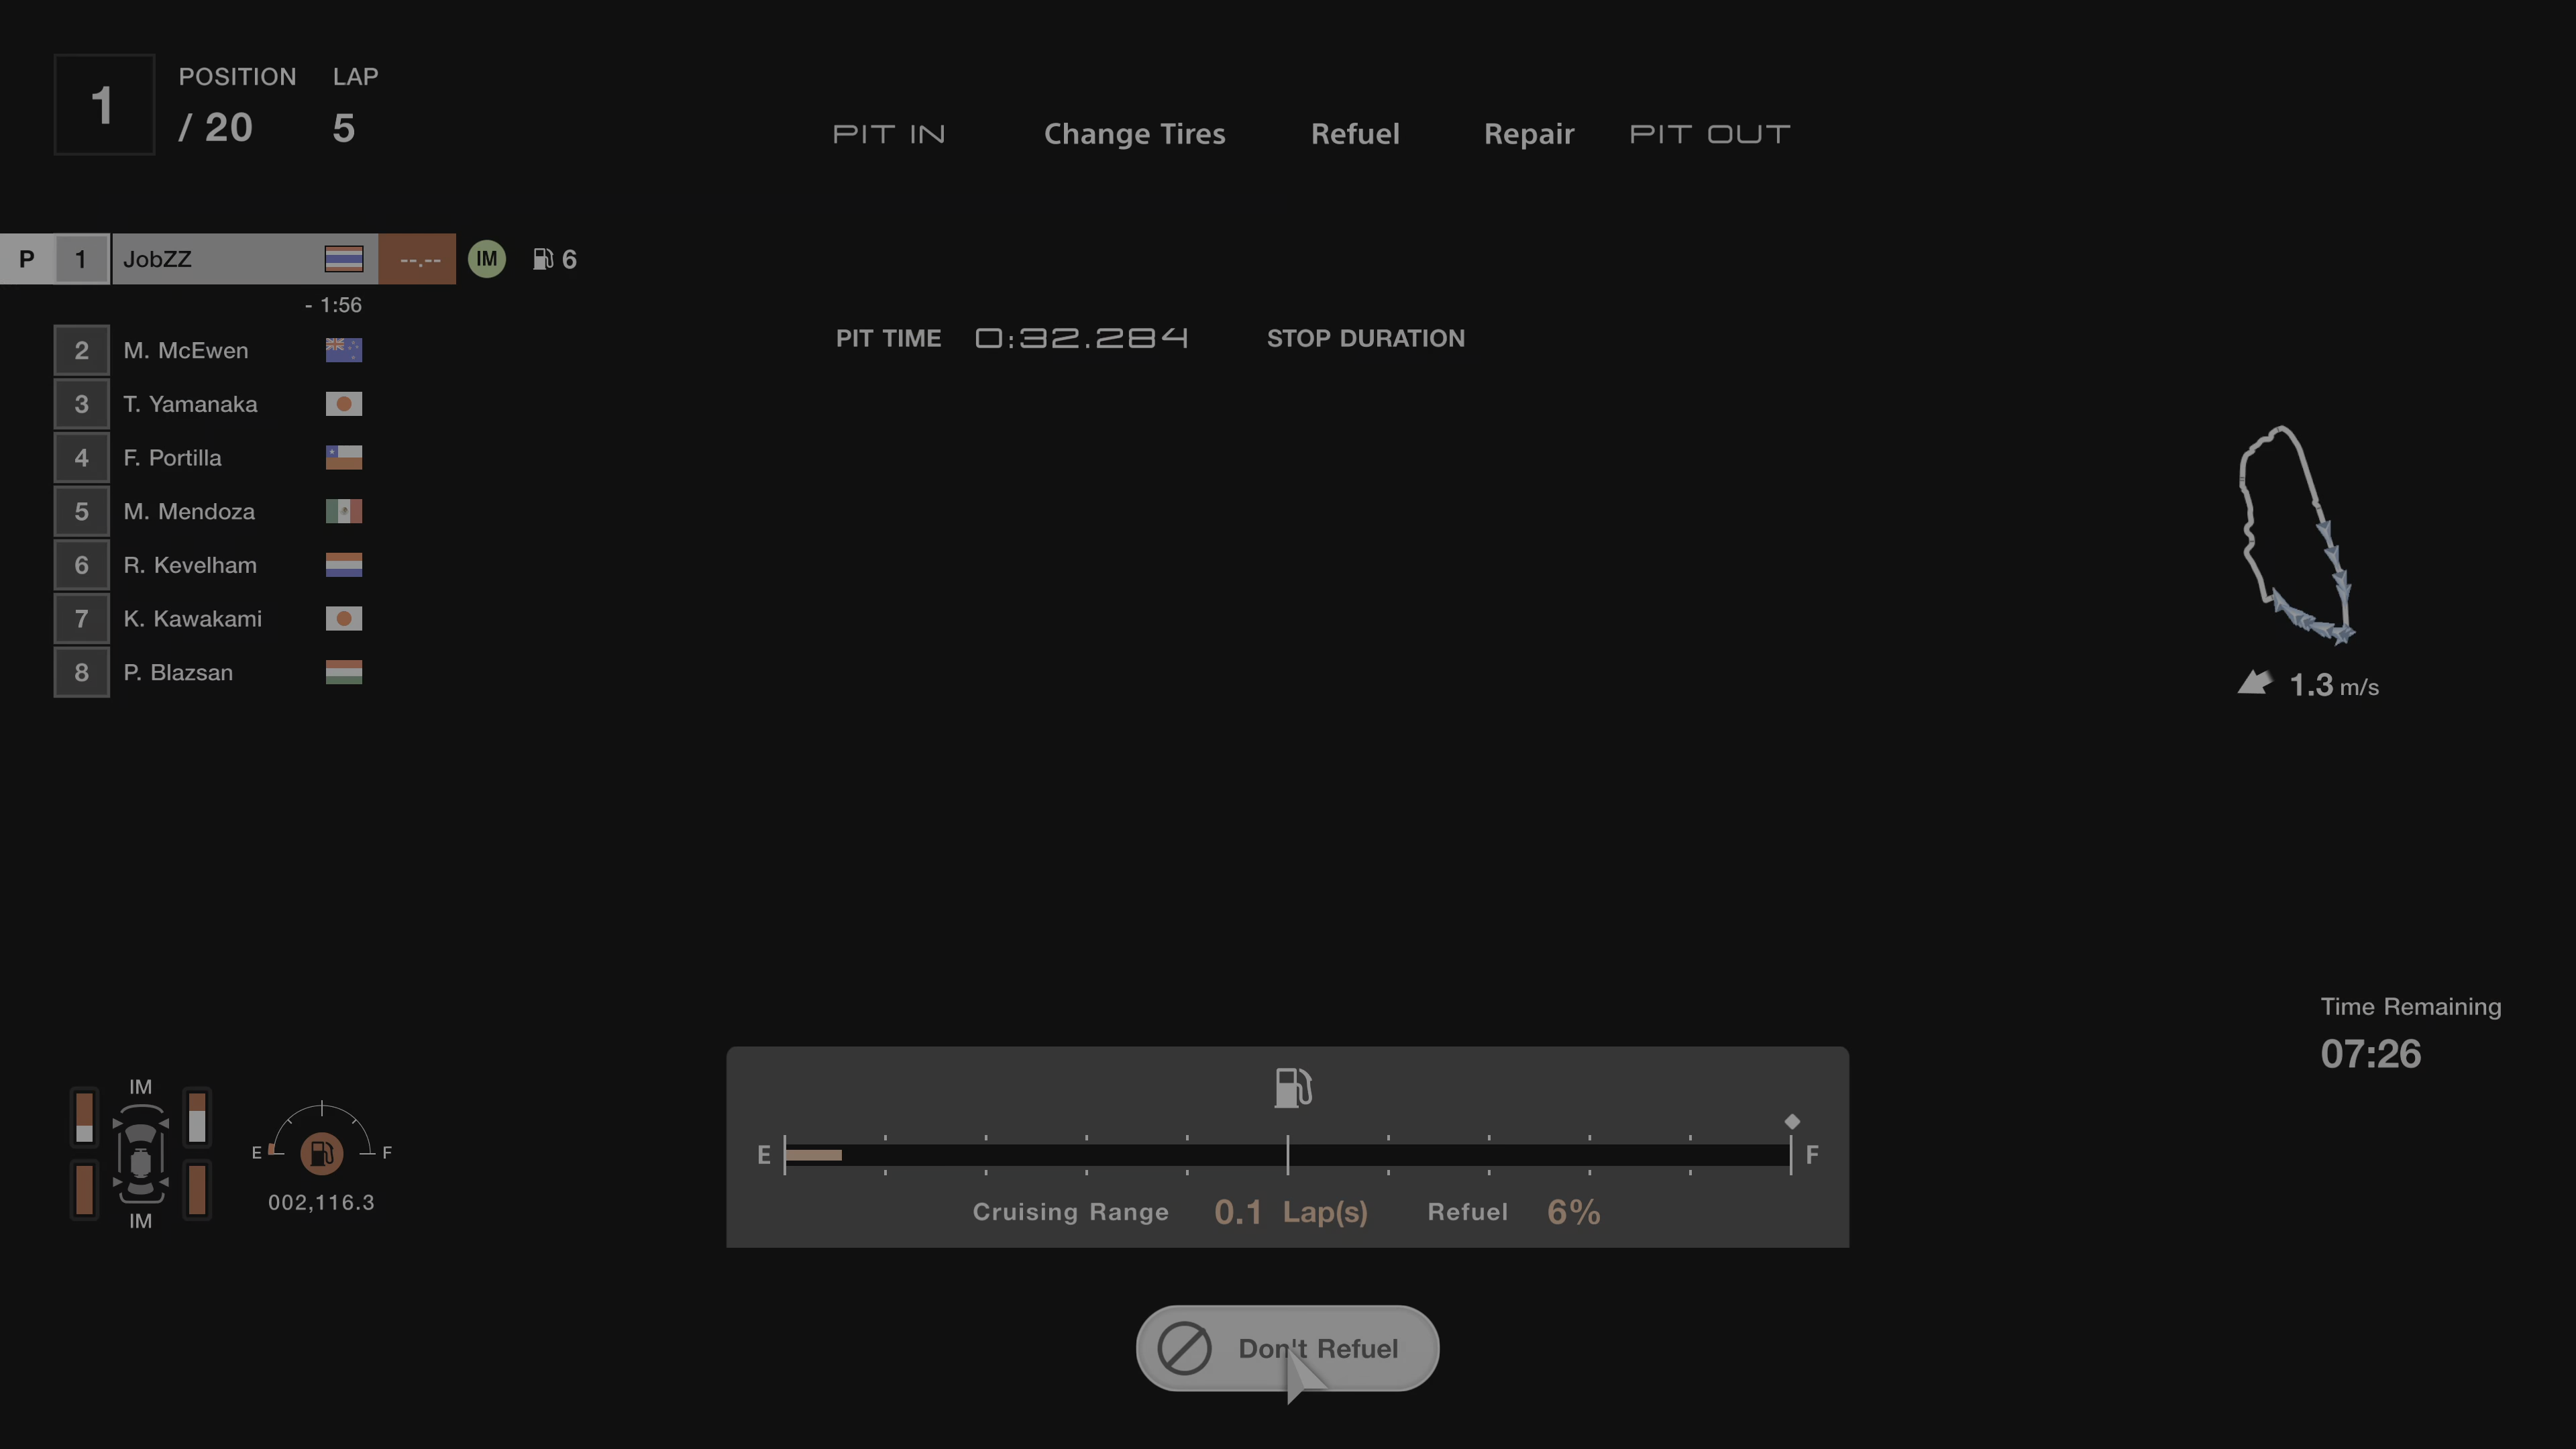 1 POSITION LAP
/ 20 5
PIT IN Change Tires Refuel Repair PIT OUT
P 1 JobZZ --.-- IM 6
- 1:56
2 M. McEwen
3 T. Yamanaka
4 F. Portilla
5 M. Mendoza
6 R. Kevelham
7 K. Kawakami
8 P. Blazsan
PIT TIME 0:32.284 STOP DURATION
1.3 m/s
Time Remaining
07:26
IM
IM
E F
002,116.3
E F
Cruising Range 0.1 Lap(s) Refuel 6%
Don't Refuel